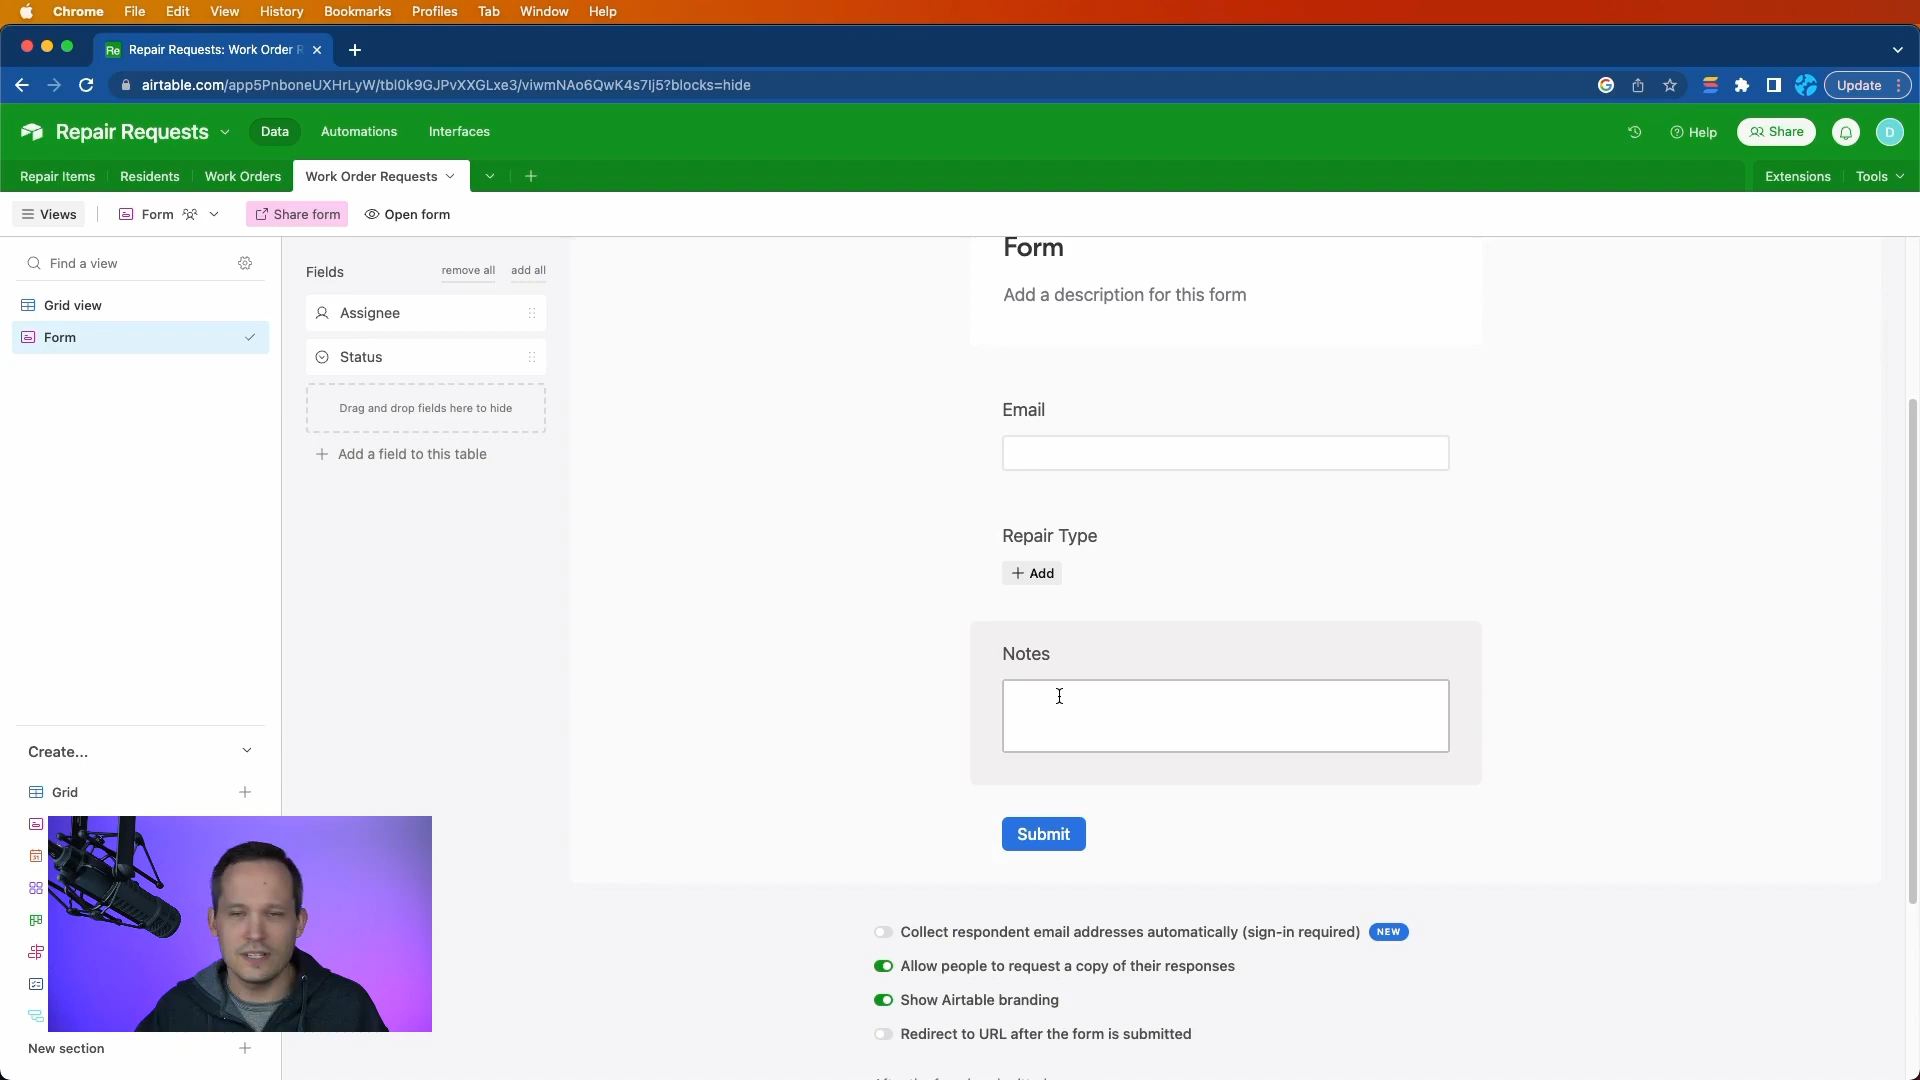 Chrome File Edit View History Bookmarks Profiles Tab Window Help
Re Repair Requests: Work Order R
airtable.com/app5PnboneUXHrLyW/tbl0k9GJPvXXGLxe3/viwmNAo6QwK4s7Ij5?blocks=hide
Update
Repair Requests Data Automations Interfaces Help Share D
Repair Items Residents Work Orders Work Order Requests Extensions Tools
Views Form Share form Open form
Find a view
Grid view
Form
Fields remove all add all
Assignee
Status
Drag and drop fields here to hide
Add a field to this table
Form
Add a description for this form
Email
Repair Type
Add
Notes
Submit
Collect respondent email addresses automatically (sign-in required) NEW
Allow people to request a copy of their responses
Show Airtable branding
Redirect to URL after the form is submitted
Create...
Grid
New section